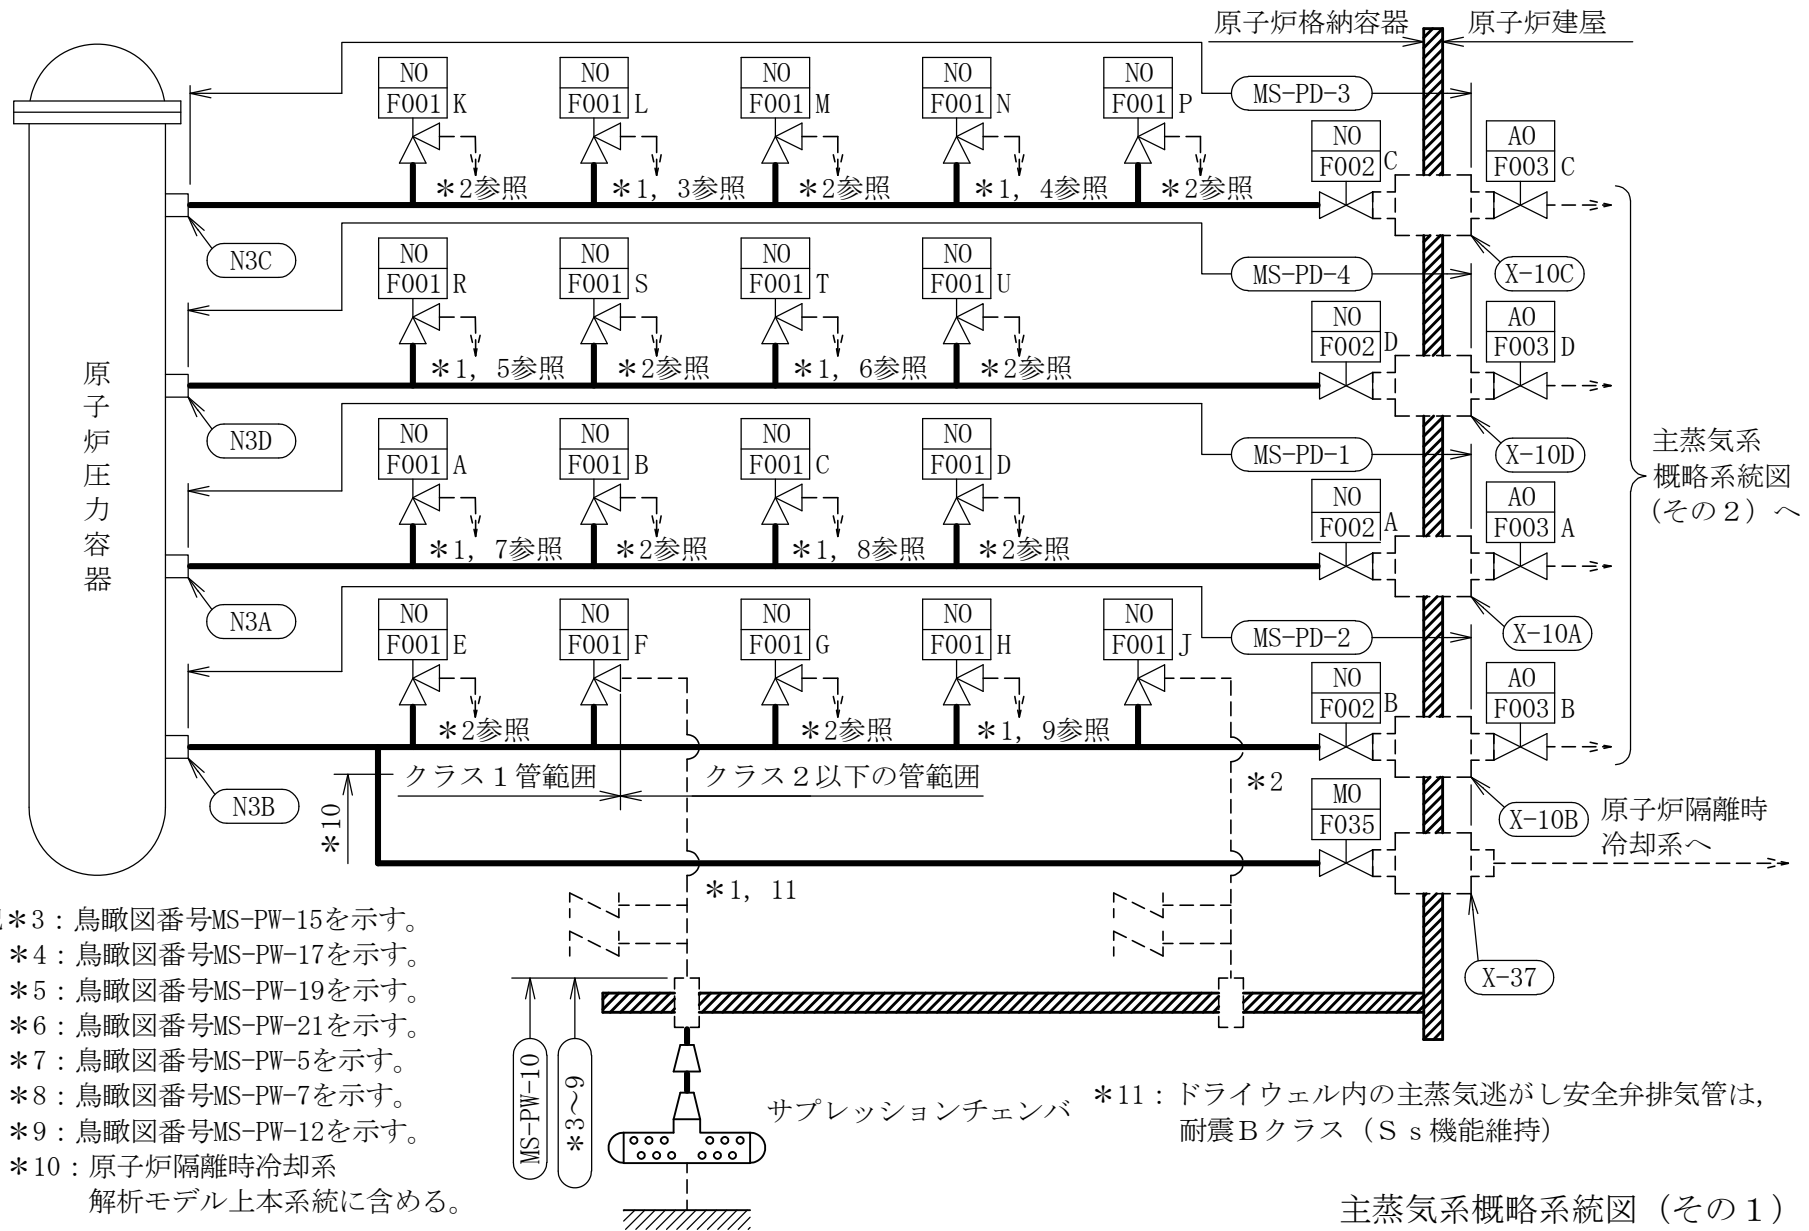 原子炉格納容器
原子炉建屋
NO
F001 K
NO
F001 L
NO
F001 M
NO
F001 N
NO
F001 P
MS-PD-3
NO
F002 C
AO
F003 C
*2参照
*1, 3参照
*2参照
*1, 4参照
*2参照
N3C
X-10C
NO
F001 R
NO
F001 S
NO
F001 T
NO
F001 U
MS-PD-4
NO
F002 D
AO
F003 D
*1, 5参照
*2参照
*1, 6参照
*2参照
N3D
X-10D
原子炉圧力容器
NO
F001 A
NO
F001 B
NO
F001 C
NO
F001 D
MS-PD-1
NO
F002 A
AO
F003 A
*1, 7参照
*2参照
*1, 8参照
*2参照
N3A
X-10A
主蒸気系
概略系統図
(その2)へ
NO
F001 E
NO
F001 F
NO
F001 G
NO
F001 H
NO
F001 J
MS-PD-2
NO
F002 B
AO
F003 B
*2参照
*2参照
*1, 9参照
クラス1管範囲
クラス2以下の管範囲
*2
N3B
*10
MO
F035
X-10B
原子炉隔離時
冷却系へ
*1, 11
X-37
*3:鳥瞰図番号MS-PW-15を示す。
*4:鳥瞰図番号MS-PW-17を示す。
*5:鳥瞰図番号MS-PW-19を示す。
*6:鳥瞰図番号MS-PW-21を示す。
*7:鳥瞰図番号MS-PW-5を示す。
*8:鳥瞰図番号MS-PW-7を示す。
*9:鳥瞰図番号MS-PW-12を示す。
*10:原子炉隔離時冷却系
解析モデル上本系統に含める。
MS-PW-10
*3〜9
サプレッションチェンバ
*11:ドライウェル内の主蒸気逃がし安全弁排気管は,
耐震Bクラス(Ss機能維持)
主蒸気系概略系統図(その1)